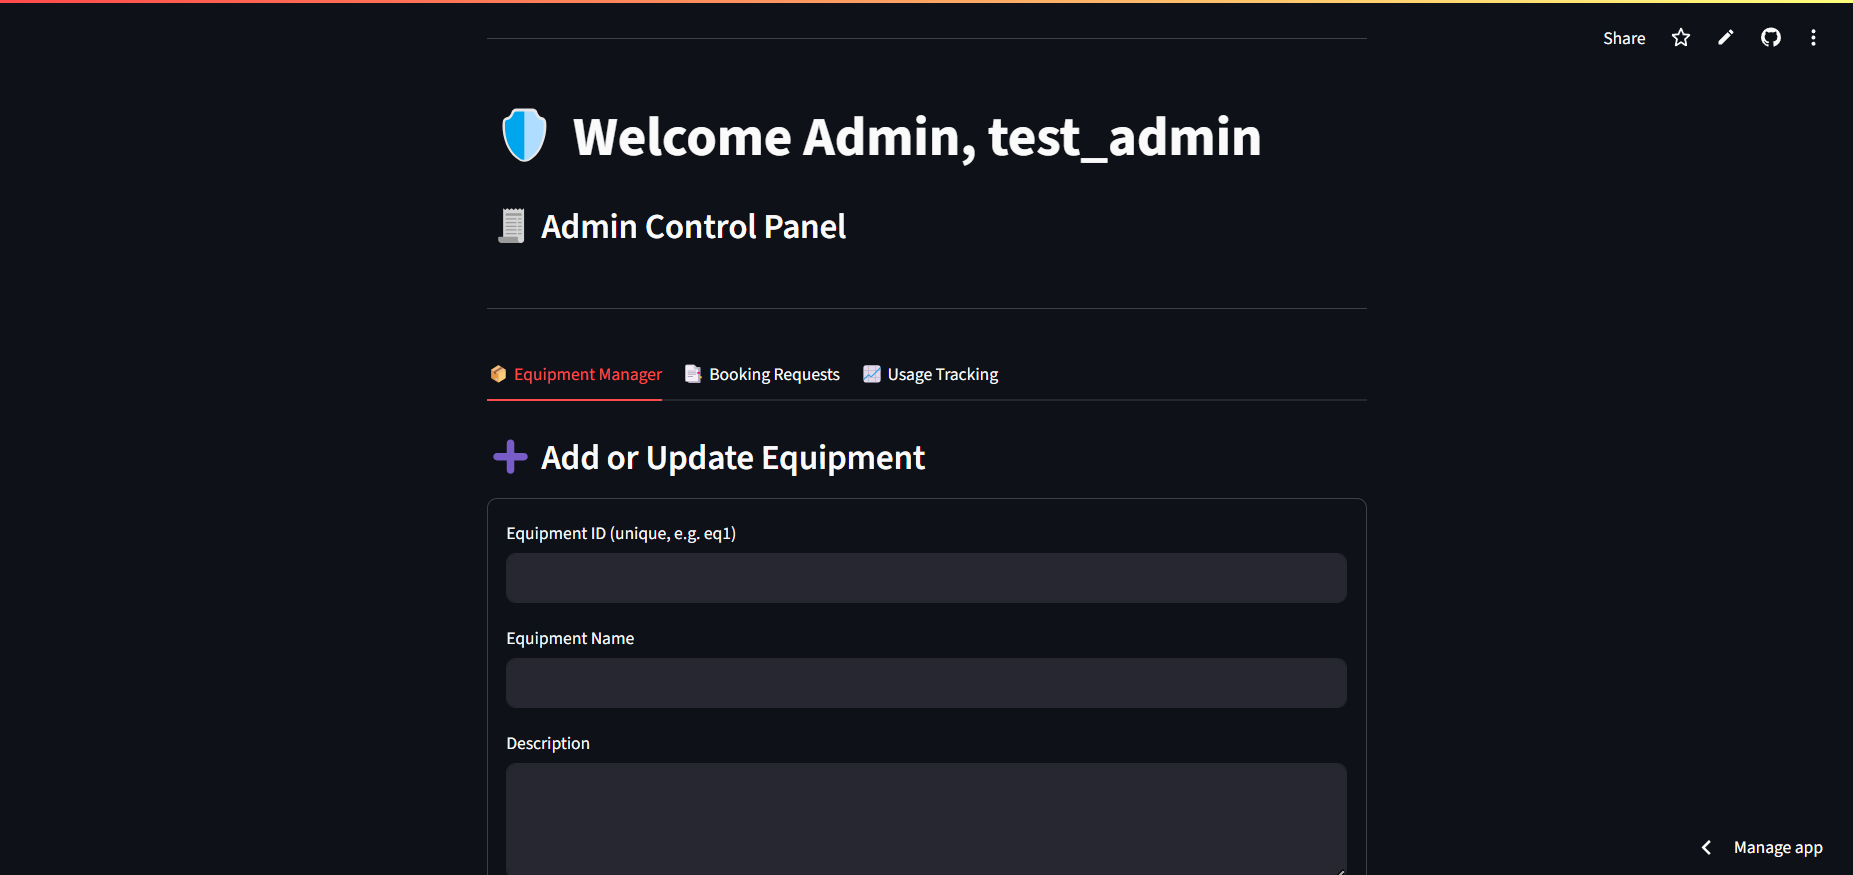 Share
Welcome Admin, test_admin
Admin Control Panel
Equipment Manager
Booking Requests
Usage Tracking
Add or Update Equipment
Equipment ID (unique, e.g. eq1)
Equipment Name
Description
Manage app